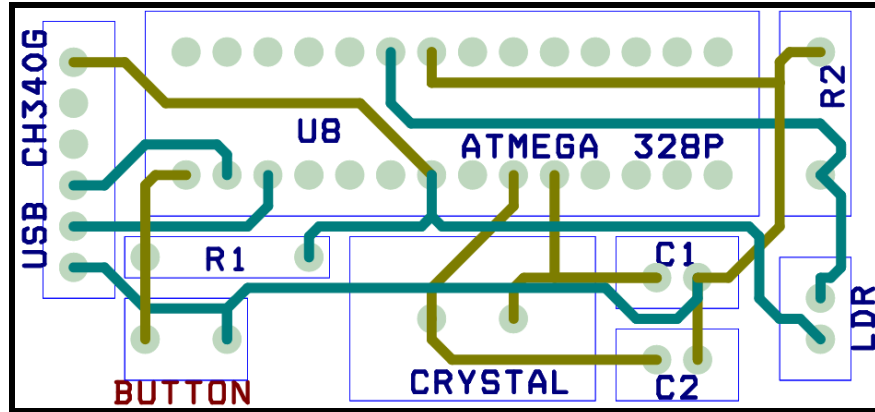 USB CH340G
U8
ATMEGA 328P
R2
R1
C1
LDR
CRYSTAL
C2
BUTTON